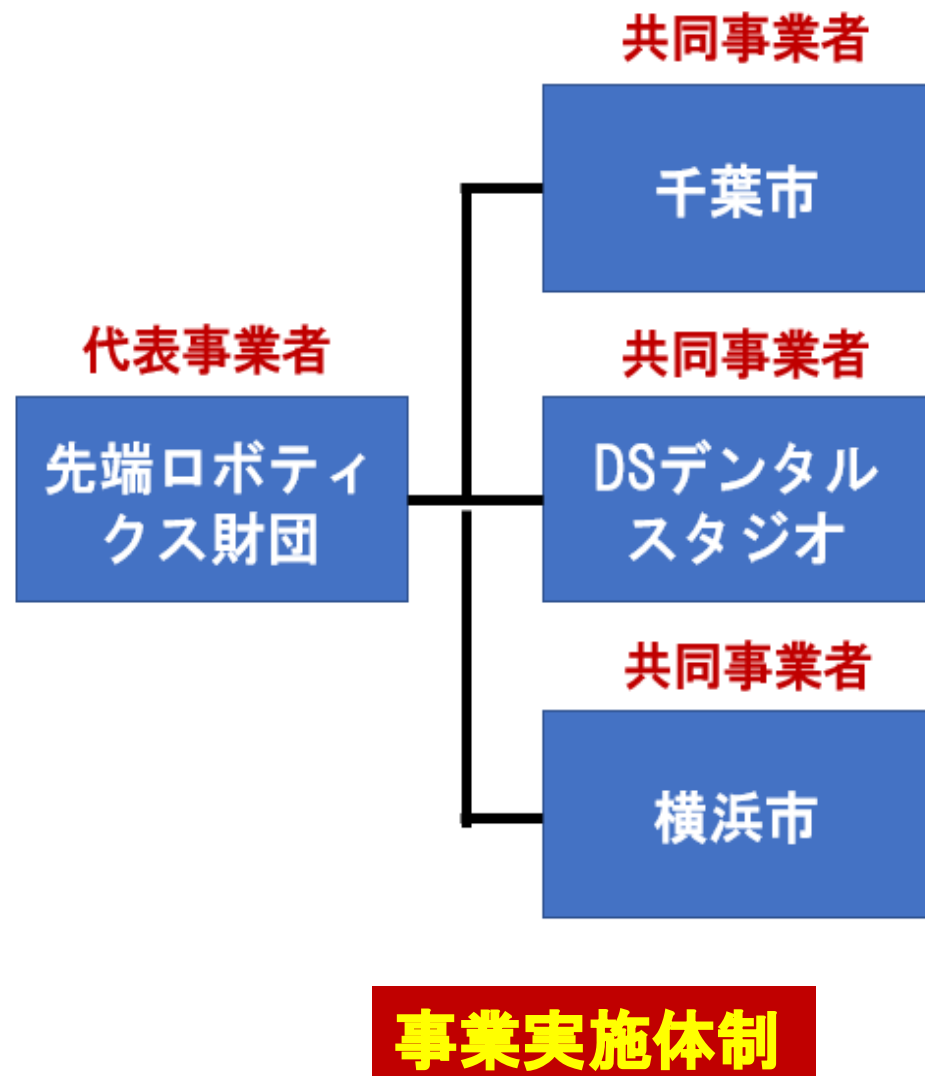 共同事業者
千葉市
代表事業者
先端ロボティ
クス財団
共同事業者
DSデンタル
スタジオ
共同事業者
横浜市
事業実施体制